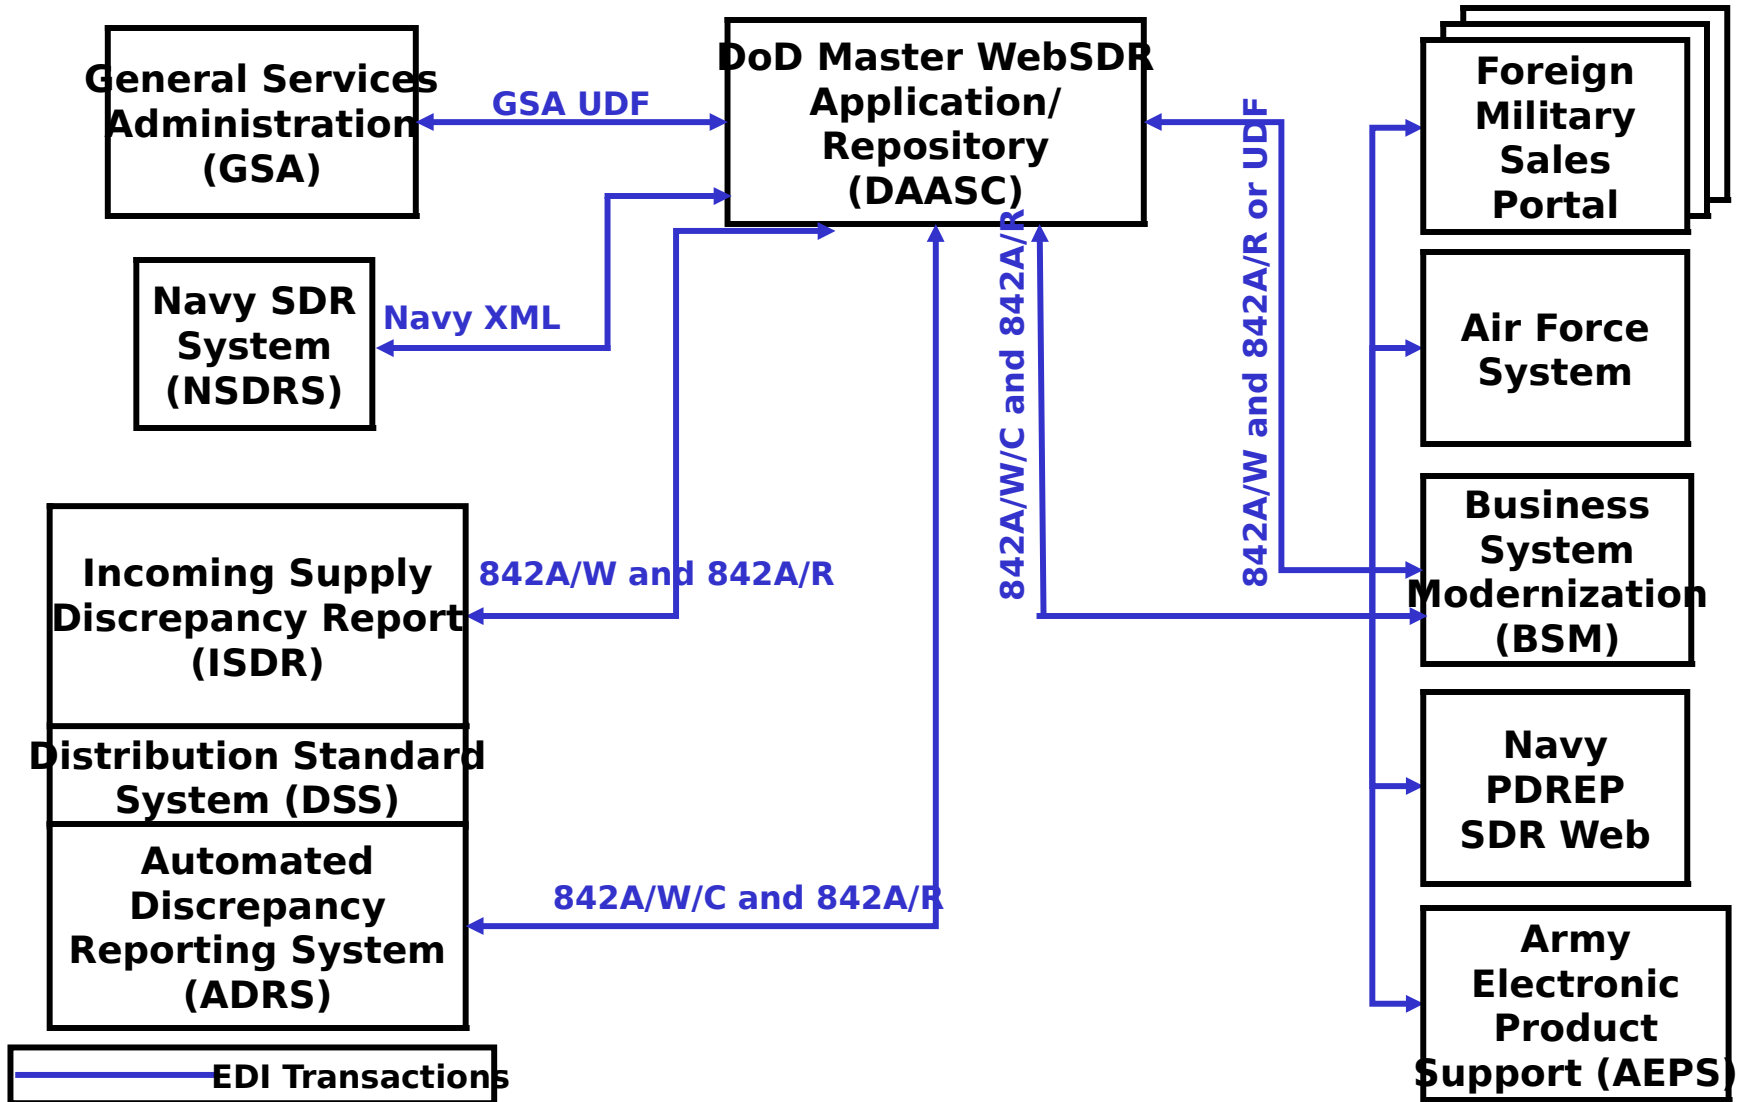 General Services
Administration
(GSA)
GSA UDF
DoD Master WebSDR
Application/
Repository
(DAASC)
Foreign
Military
Sales
Portal
Navy SDR
System
(NSDRS)
Navy XML
842A/W/C and 842A/R
842A/W and 842A/R or UDF
Air Force
System
Incoming Supply
Discrepancy Report
(ISDR)
842A/W and 842A/R
Business
System
Modernization
(BSM)
Distribution Standard
System (DSS)
Navy
PDREP
SDR Web
Automated
Discrepancy
Reporting System
(ADRS)
842A/W/C and 842A/R
Army
Electronic
Product
Support (AEPS)
EDI Transactions